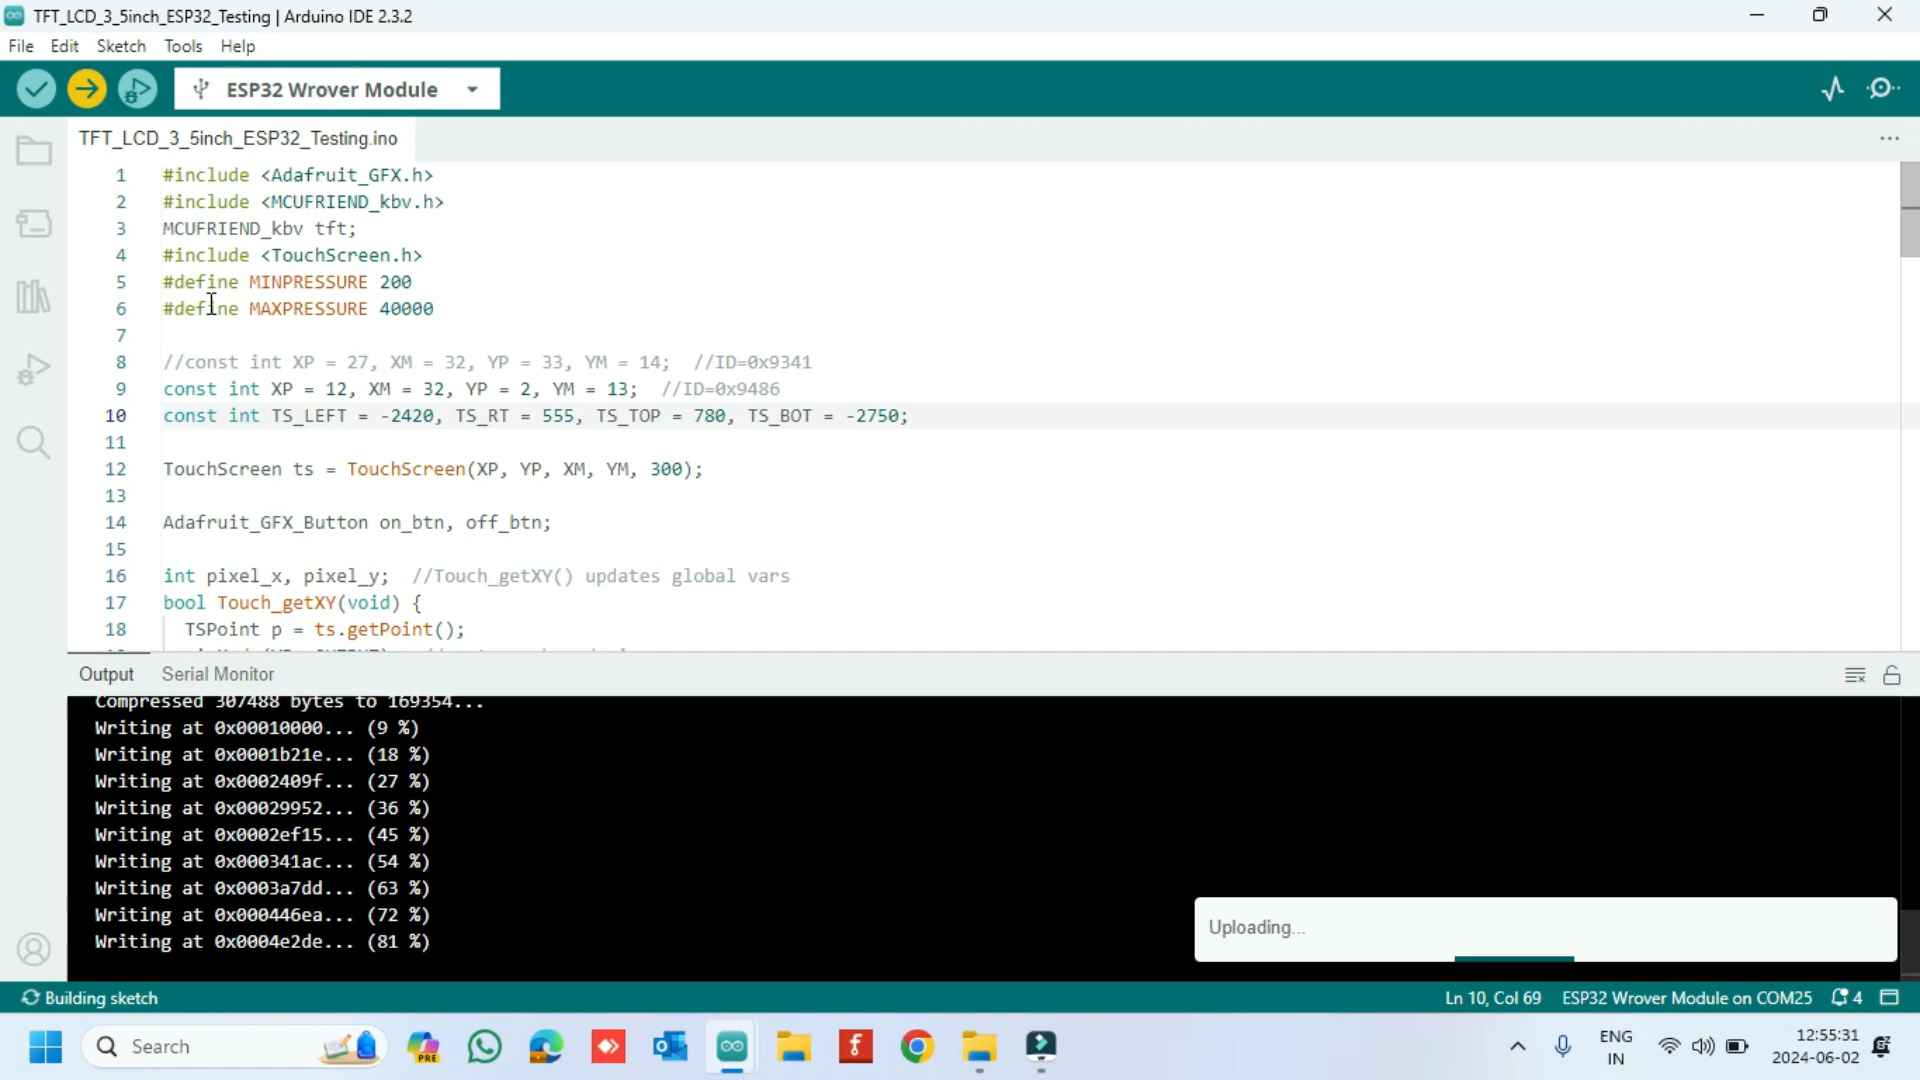 TFT_LCD_3_5inch_ESP32_Testing | Arduino IDE 2.3.2
File Edit Sketch Tools Help
ESP32 Wrover Module
TFT_LCD_3_5inch_ESP32_Testing.ino
1 #include <Adafruit_GFX.h>
2 #include <MCUFRIEND_kbv.h>
3 MCUFRIEND_kbv tft;
4 #include <TouchScreen.h>
5 #define MINPRESSURE 200
6 #define MAXPRESSURE 40000
7
8 //const int XP = 27, XM = 32, YP = 33, YM = 14; //ID=0x9341
9 const int XP = 12, XM = 32, YP = 2, YM = 13; //ID=0x9486
10 const int TS_LEFT = -2420, TS_RT = 555, TS_TOP = 780, TS_BOT = -2750;
11
12 TouchScreen ts = TouchScreen(XP, YP, XM, YM, 300);
13
14 Adafruit_GFX_Button on_btn, off_btn;
15
16 int pixel_x, pixel_y; //Touch_getXY() updates global vars
17 bool Touch_getXY(void) {
18 TSPoint p = ts.getPoint();
Output Serial Monitor
Compressed 307488 bytes to 169354...
Writing at 0x00010000... (9 %)
Writing at 0x0001b21e... (18 %)
Writing at 0x0002409f... (27 %)
Writing at 0x00029952... (36 %)
Writing at 0x0002ef15... (45 %)
Writing at 0x000341ac... (54 %)
Writing at 0x0003a7dd... (63 %)
Writing at 0x000446ea... (72 %)
Writing at 0x0004e2de... (81 %)
Uploading...
Building sketch
Ln 10, Col 69 ESP32 Wrover Module on COM25 4
Search
PRE
ENG
IN
12:55:31
2024-06-02